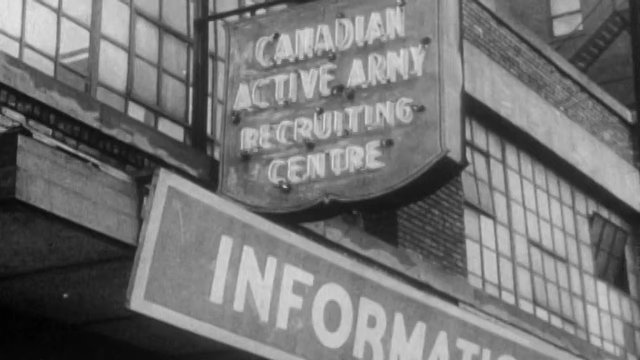 CANADIAN
ACTIVE ARMY
RECRUITING
CENTRE
INFORMATI